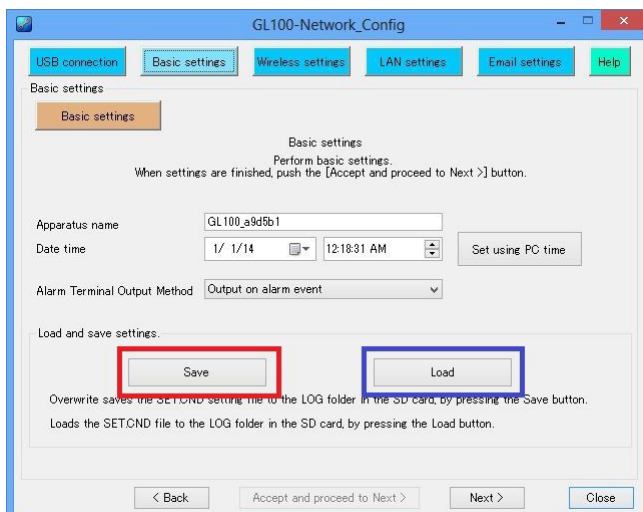 GL100-Network_Config
USB connection
Basic settings
Wireless settings
LAN settings
Email settings
Help
Basic settings
Basic settings
Basic settings
Perform basic settings.
When settings are finished, push the [Accept and proceed to Next >] button.
Apparatus name
GL100_a9d5b1
Date time
1/ 1/14
12:18:31 AM
Set using PC time
Alarm Terminal Output Method
Output on alarm event
Load and save settings.
Save
Load
Overwrite saves the SET.CND setting file to the LOG folder in the SD card, by pressing the Save button.
Loads the SET.CND file to the LOG folder in the SD card, by pressing the Load button.
< Back
Accept and proceed to Next >
Next >
Close